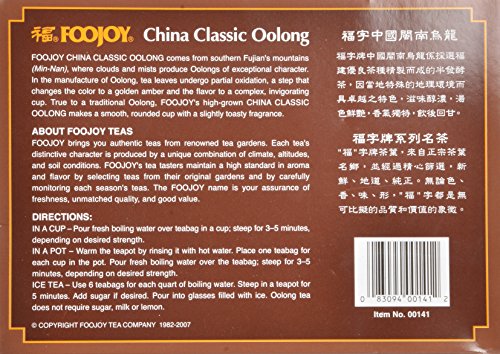 福® FOOJOY® China Classic Oolong
FOOJOY CHINA CLASSIC OOLONG comes from southern Fujian's mountains
(Min-Nan), where clouds and mists produce Oolongs of exceptional character.
In the manufacture of Oolong, tea leaves undergo partial oxidation, a step that
changes the color to a golden amber and the flavor to a complex, invigorating
cup. True to a traditional Oolong, FOOJOY's high-grown CHINA CLASSIC
OOLONG makes a smooth, rounded cup with a slightly toasty fragrance.
ABOUT FOOJOY TEAS
FOOJOY brings you authentic teas from renowned tea gardens. Each tea's
distinctive character is produced by a unique combination of climate, altitudes,
and soil conditions. FOOJOY's tea tasters maintain a high standard in aroma
and flavor by selecting teas from their original gardens and by carefully
monitoring each season's teas. The FOOJOY name is your assurance of
freshness, unmatched quality, and good value.
DIRECTIONS:
IN A CUP – Pour fresh boiling water over teabag in a cup; steep for 3–5 minutes,
depending on desired strength.
IN A POT – Warm the teapot by rinsing it with hot water. Place one teabag for
each cup in the pot. Pour fresh boiling water over the teabag; steep for 3–5
minutes, depending on desired strength.
ICE TEA – Use 6 teabags for each quart of boiling water. Steep in a teapot for
5 minutes. Add sugar if desired. Pour into glasses filled with ice. Oolong tea
does not require sugar, milk or lemon.
© COPYRIGHT FOOJOY TEA COMPANY 1982-2007
福字中國閩南烏龍
福字牌中國閩南烏龍係採選福
建優良茶種精製而成的半發酵
茶，因當地特殊的地理環境而
具卓越之特色，滋味醇濃，湯
色鮮艷，香氣獨特，飲後回甘。
福字牌系列名茶
"福"字牌茶葉，來自正宗茶葉
名鄉，並經過精心篩選，新
鮮、地道、純正。無論色、
香、味、形，"福"字都是無
可比擬的品質和價值的象徵。
0 83094 00141 2
Item No. 00141